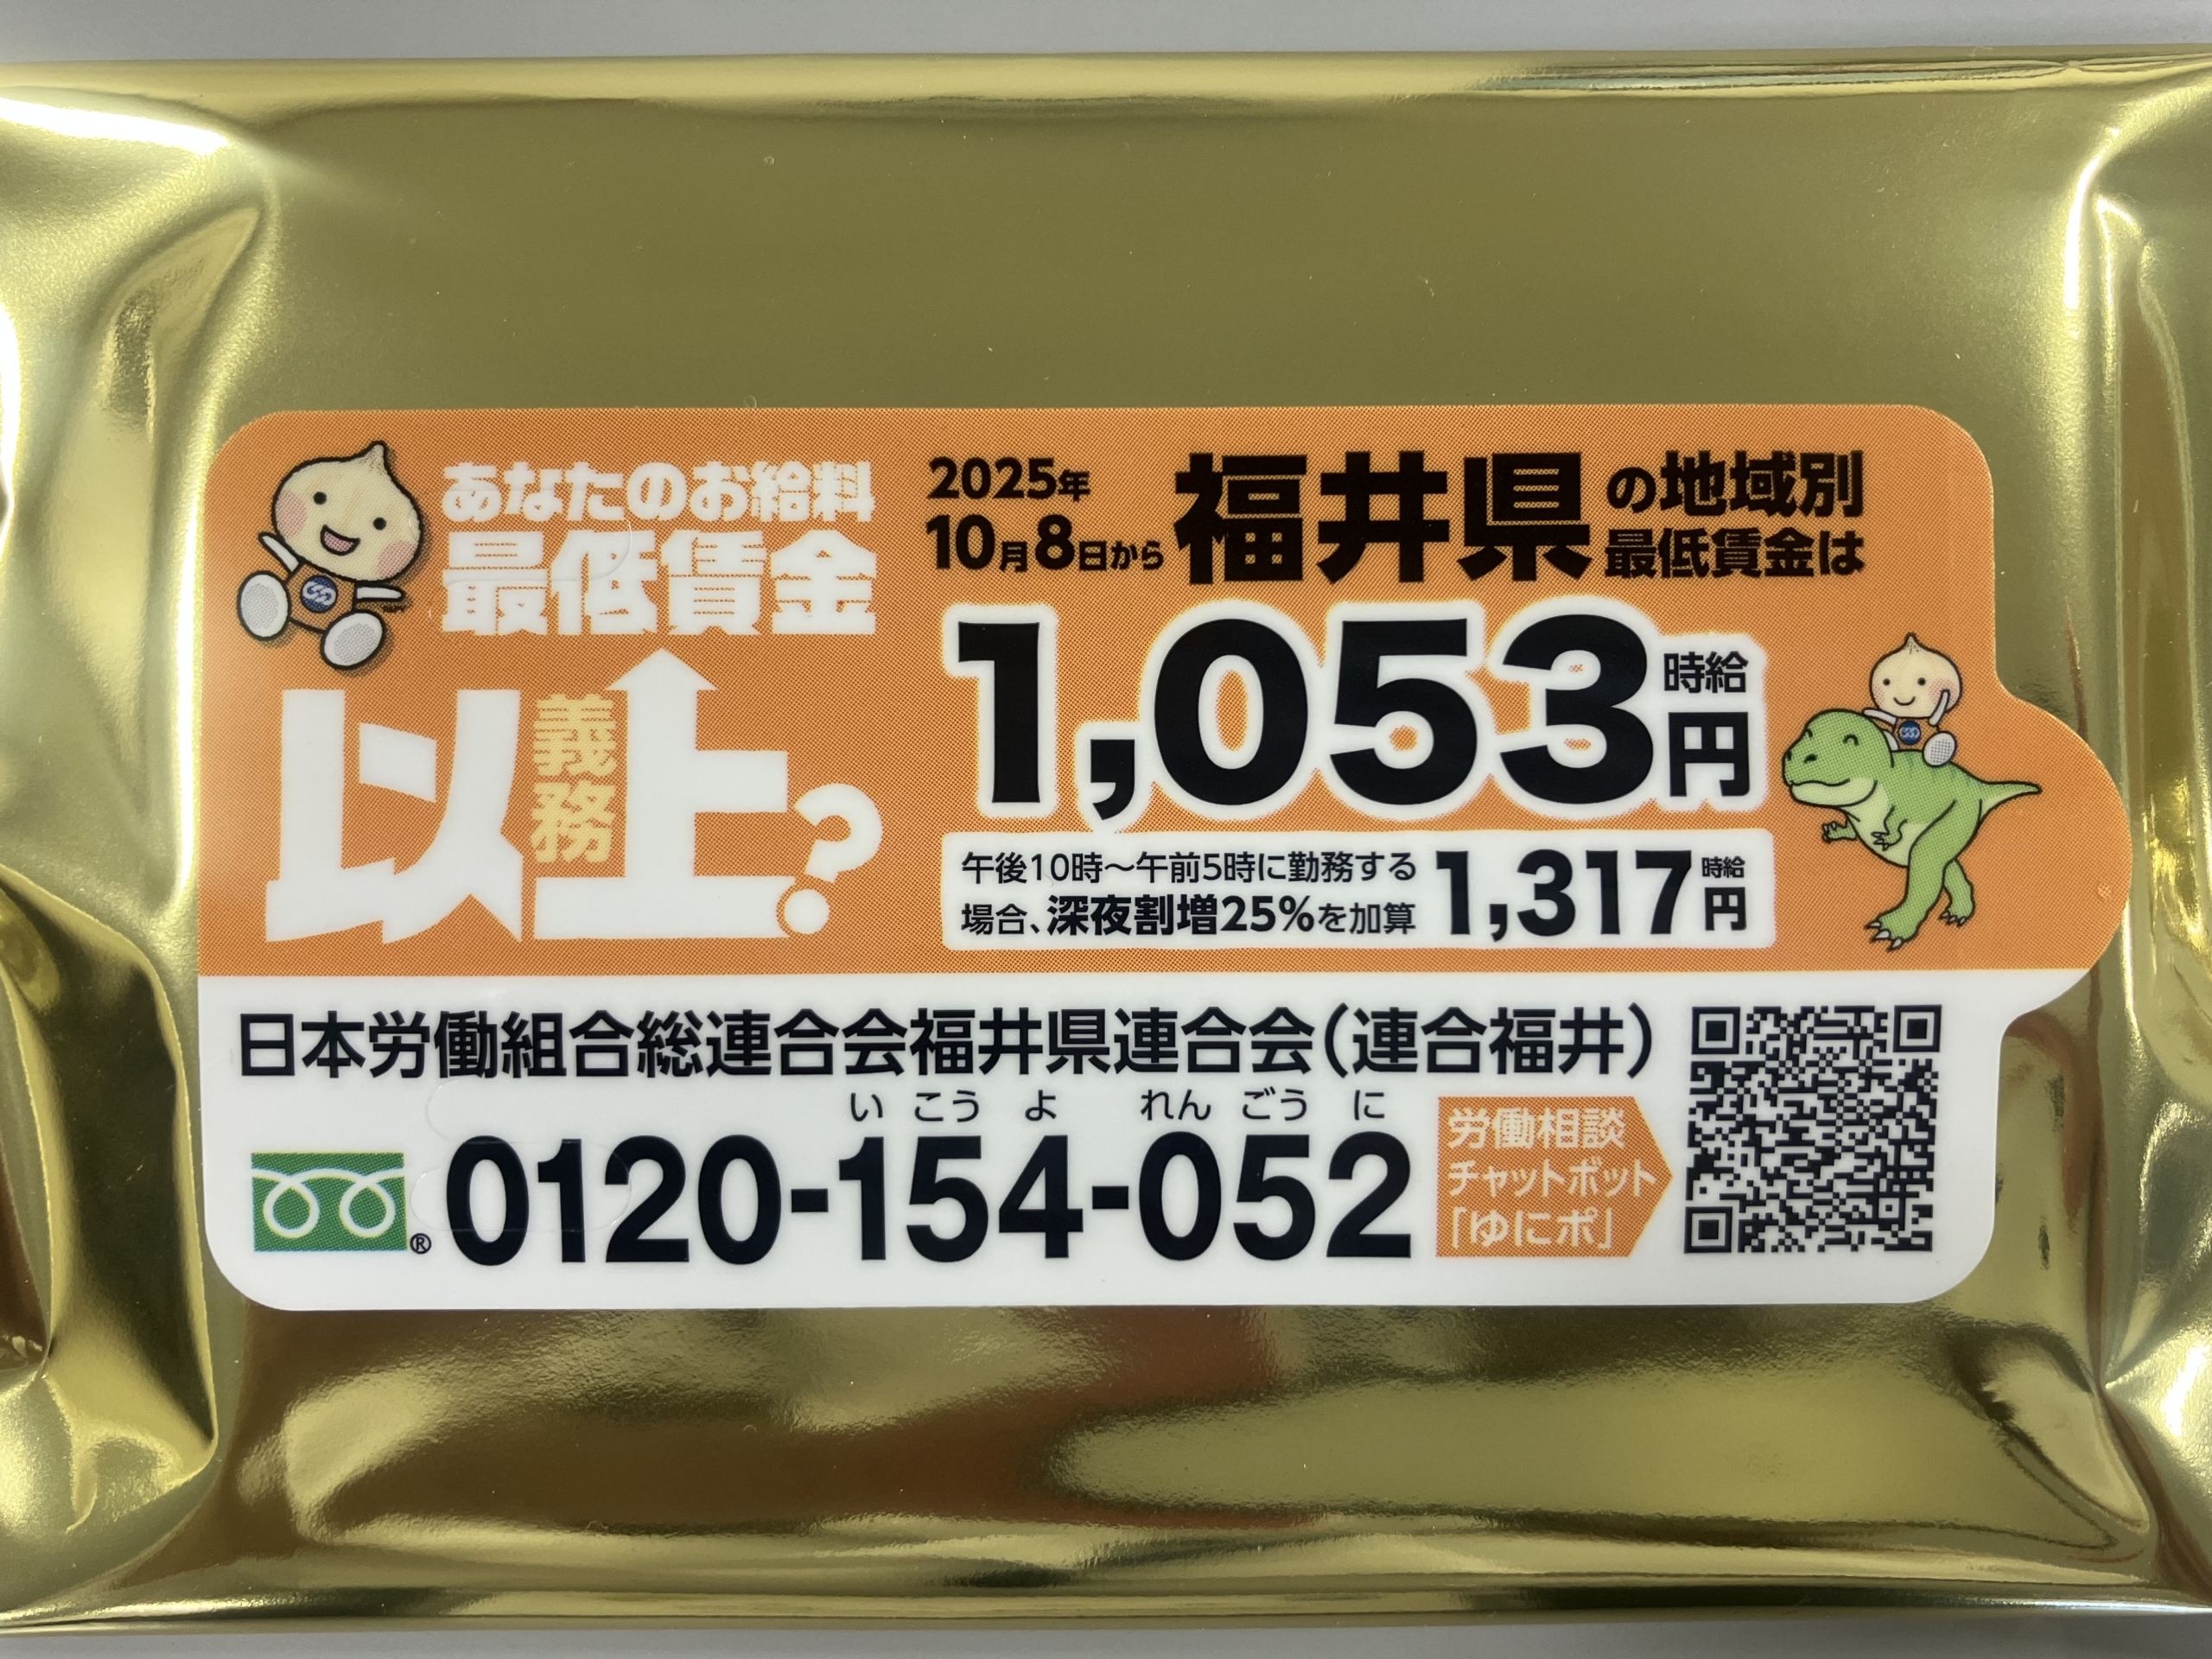 あなたのお給料
最低賃金
以上?
義務
2025年
10月8日から
福井県
の地域別
最低賃金は
1,053
時給
円
午後10時～午前5時に勤務する
場合、深夜割増25%を加算
1,317
時給
円
日本労働組合総連合会福井県連合会(連合福井)
い こう よ れん ごう に
® 0120-154-052
労働相談
チャットボット
「ゆにボ」